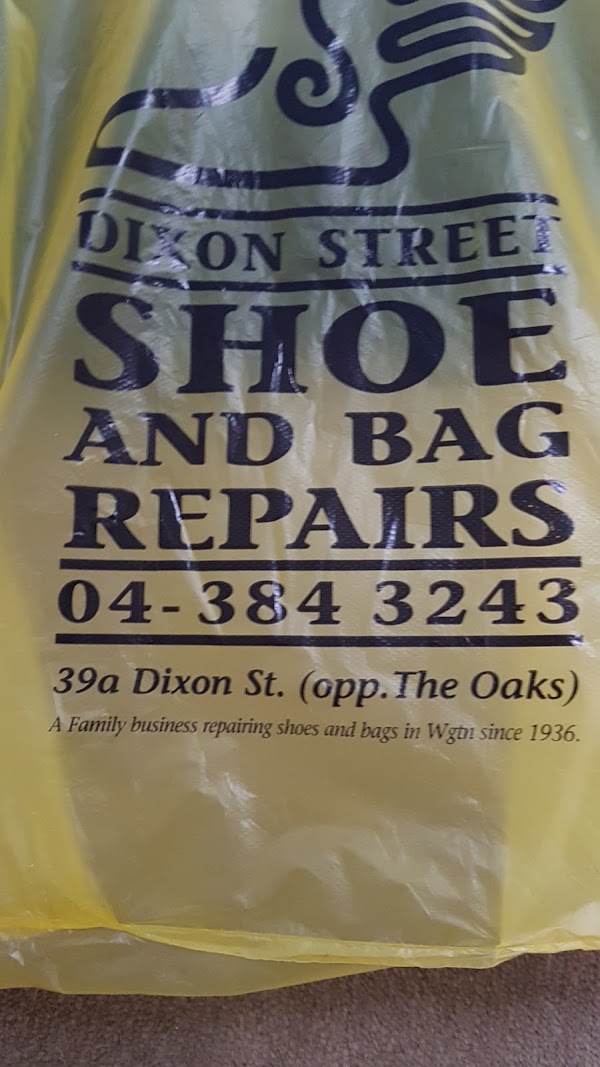 DIXON STREET
SHOE
AND BAG
REPAIRS
04-384 3243
39a Dixon St. (opp. The Oaks)
A Family business repairing shoes and bags in Wgtn since 1936.